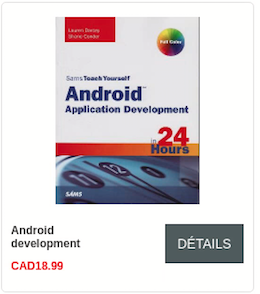 Lauren Darcey
Shane Conder
Full Color
Sams Teach Yourself
Android™
Application Development
in 24
Hours
SAMS
Android
development
CAD18.99
DÉTAILS